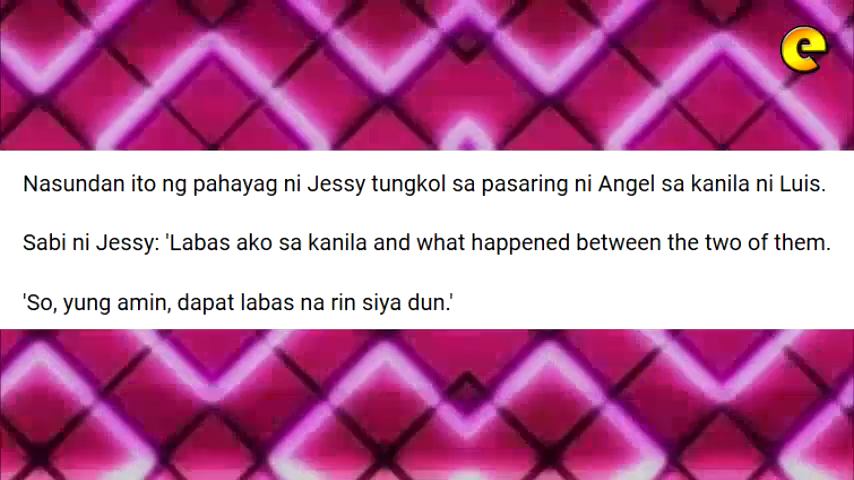 e
Nasundan ito ng pahayag ni Jessy tungkol sa pasaring ni Angel sa kanila ni Luis.
Sabi ni Jessy: 'Labas ako sa kanila and what happened between the two of them.
'So, yung amin, dapat labas na rin siya dun.'